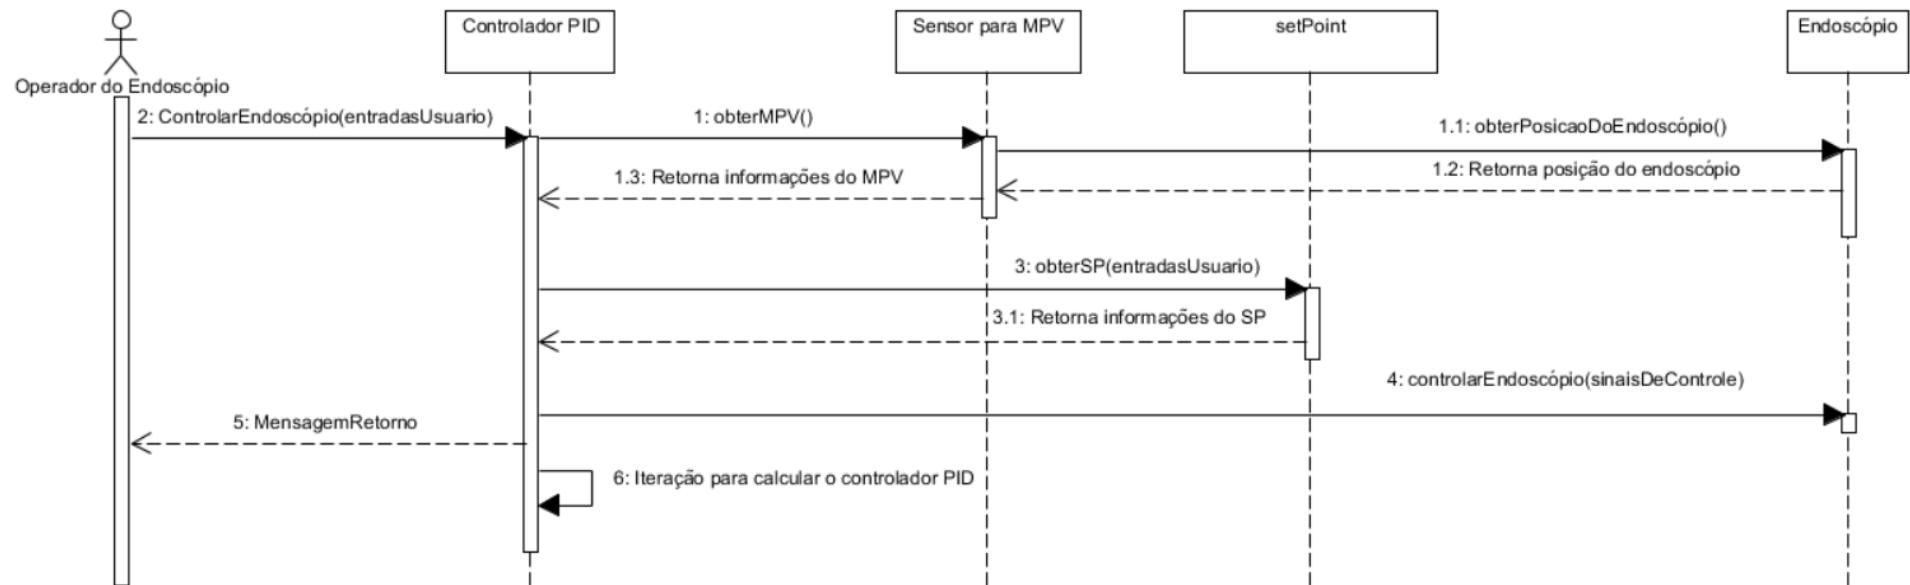 Controlador PID
Sensor para MPV
setPoint
Endoscópio
Operador do Endoscópio
2: ControlarEndoscópio(entradasUsuario)
1: obterMPV()
1.1: obterPosicaoDoEndoscópio()
1.2: Retorna posição do endoscópio
1.3: Retorna informações do MPV
3: obterSP(entradasUsuario)
3.1: Retorna informações do SP
4: controlarEndoscópio(sinaisDeControle)
5: MensagemRetorno
6: Iteração para calcular o controlador PID